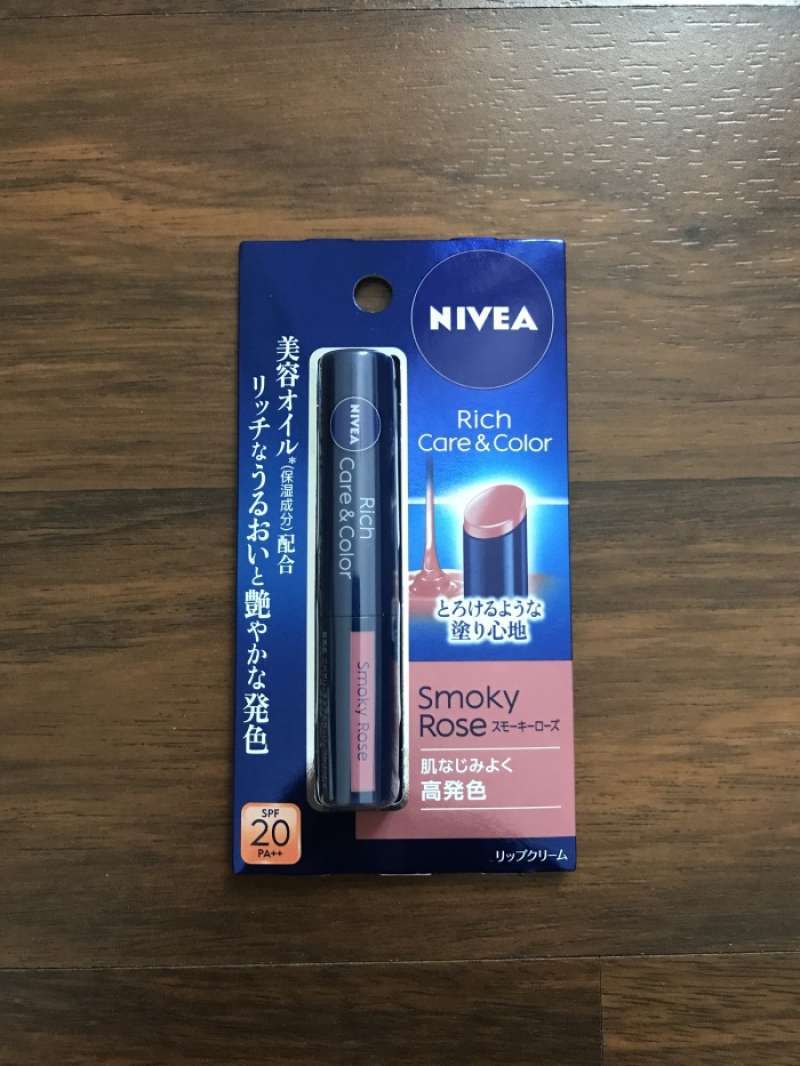 NIVEA
Rich
Care & Color
美容オイル*(保湿成分)配合
リッチなうるおいと艶やかな発色
NIVEA
Rich
Care & Color
Smoky Rose
とろけるような
塗り心地
Smoky
Rose スモーキーローズ
肌なじみよく
高発色
SPF
20
PA++
リップクリーム